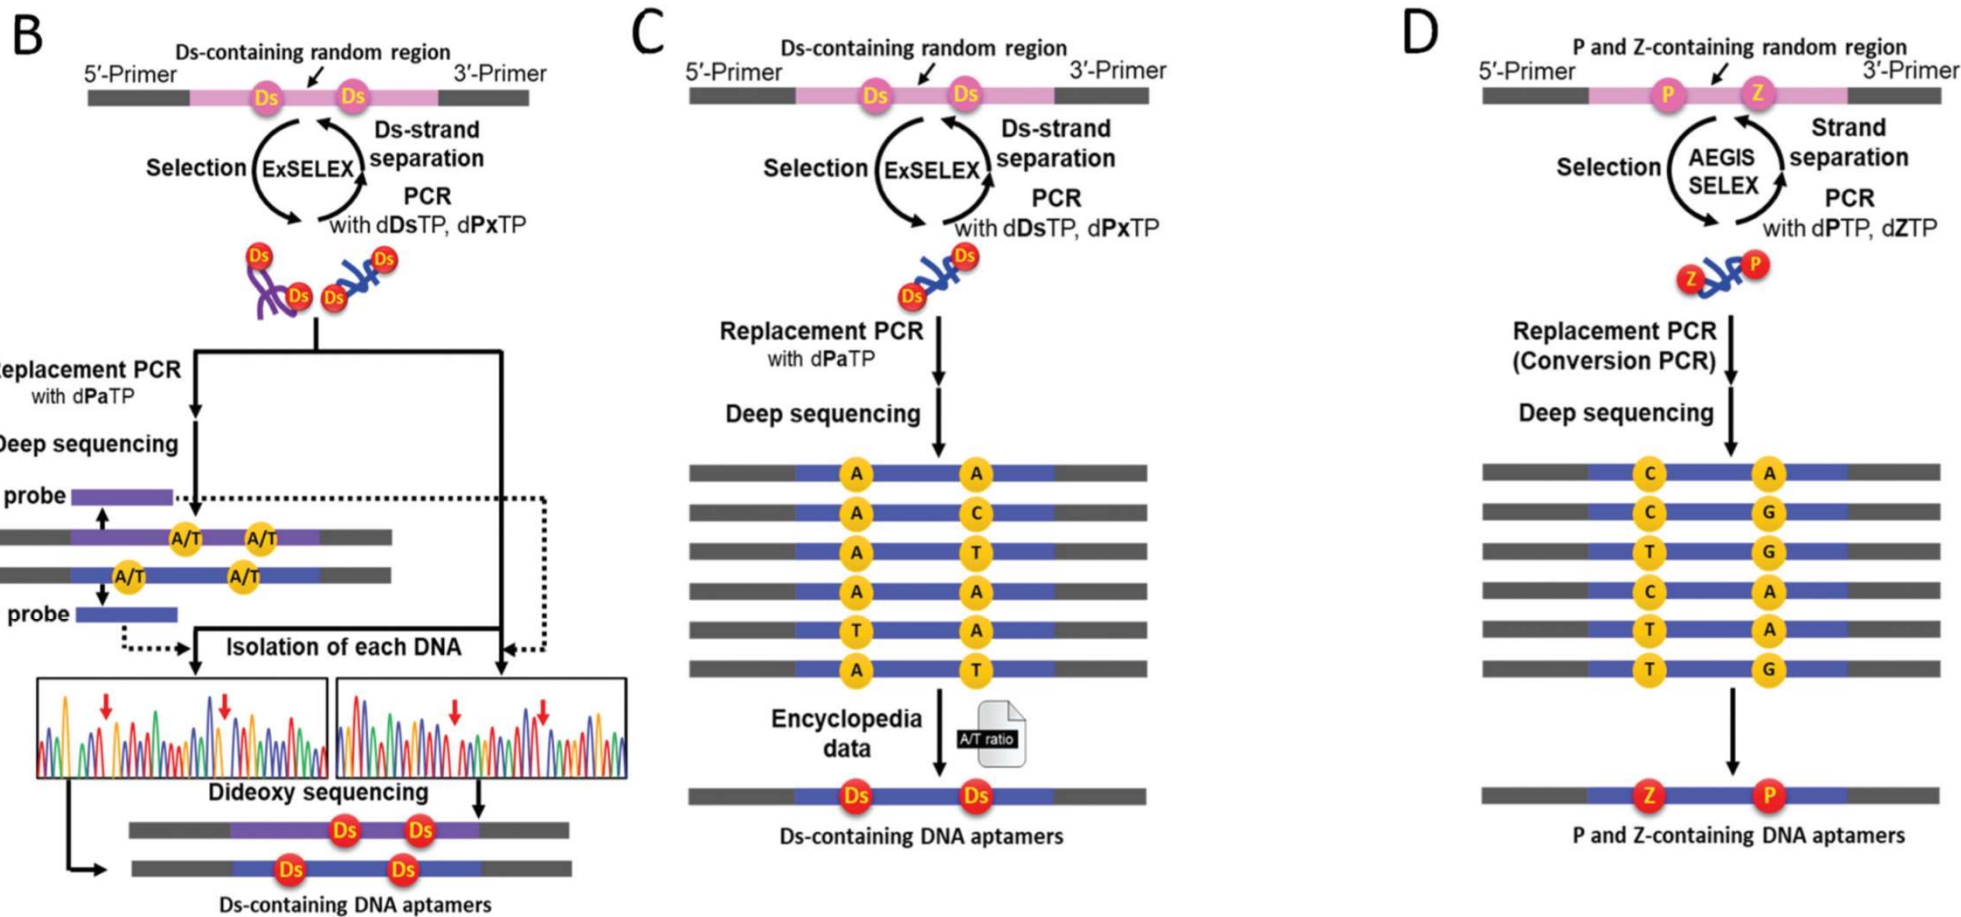 B
Ds-containing random region
5′-Primer
3′-Primer
Ds
Ds
Selection
ExSELEX
Ds-strand
separation
PCR
with dDsTP, dPxTP
Ds
Ds
Ds
Ds
eplacement PCR
with dPaTP
Deep sequencing
probe
A/T
A/T
A/T
A/T
probe
Isolation of each DNA
Dideoxy sequencing
Ds
Ds
Ds
Ds
Ds-containing DNA aptamers
C
Ds-containing random region
5′-Primer
3′-Primer
Ds
Ds
Selection
ExSELEX
Ds-strand
separation
PCR
with dDsTP, dPxTP
Ds
Ds
Replacement PCR
with dPaTP
Deep sequencing
A A
A C
A T
A A
T A
A T
Encyclopedia
data
A/T ratio
Ds
Ds
Ds-containing DNA aptamers
D
P and Z-containing random region
5′-Primer
3′-Primer
P
Z
Selection
AEGIS
SELEX
Strand
separation
PCR
with dPTP, dZTP
Z
P
Replacement PCR
(Conversion PCR)
Deep sequencing
C A
C G
T G
C A
T A
T G
Z
P
P and Z-containing DNA aptamers